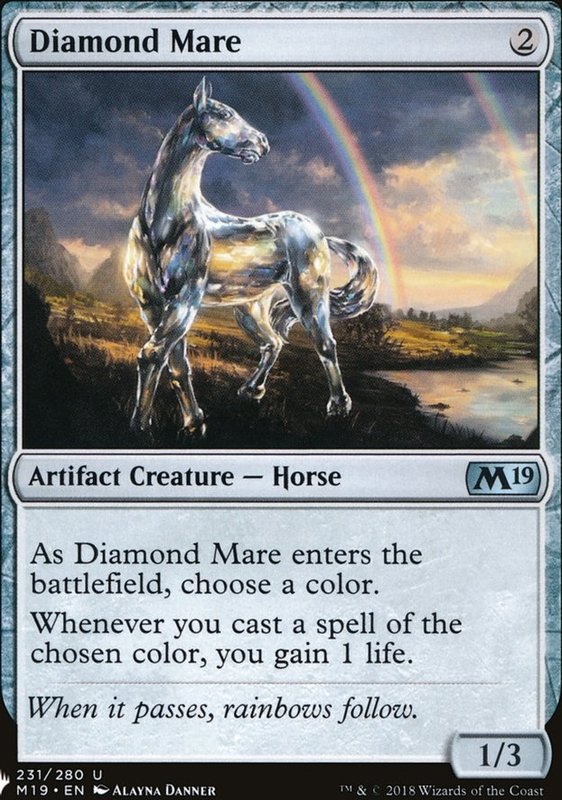 Diamond Mare 2
Artifact Creature — Horse M19
As Diamond Mare enters the
battlefield, choose a color.
Whenever you cast a spell of the
chosen color, you gain 1 life.
When it passes, rainbows follow.
1/3
231/280 U
M19 • EN Alayna Danner
™ & © 2018 Wizards of the Coast